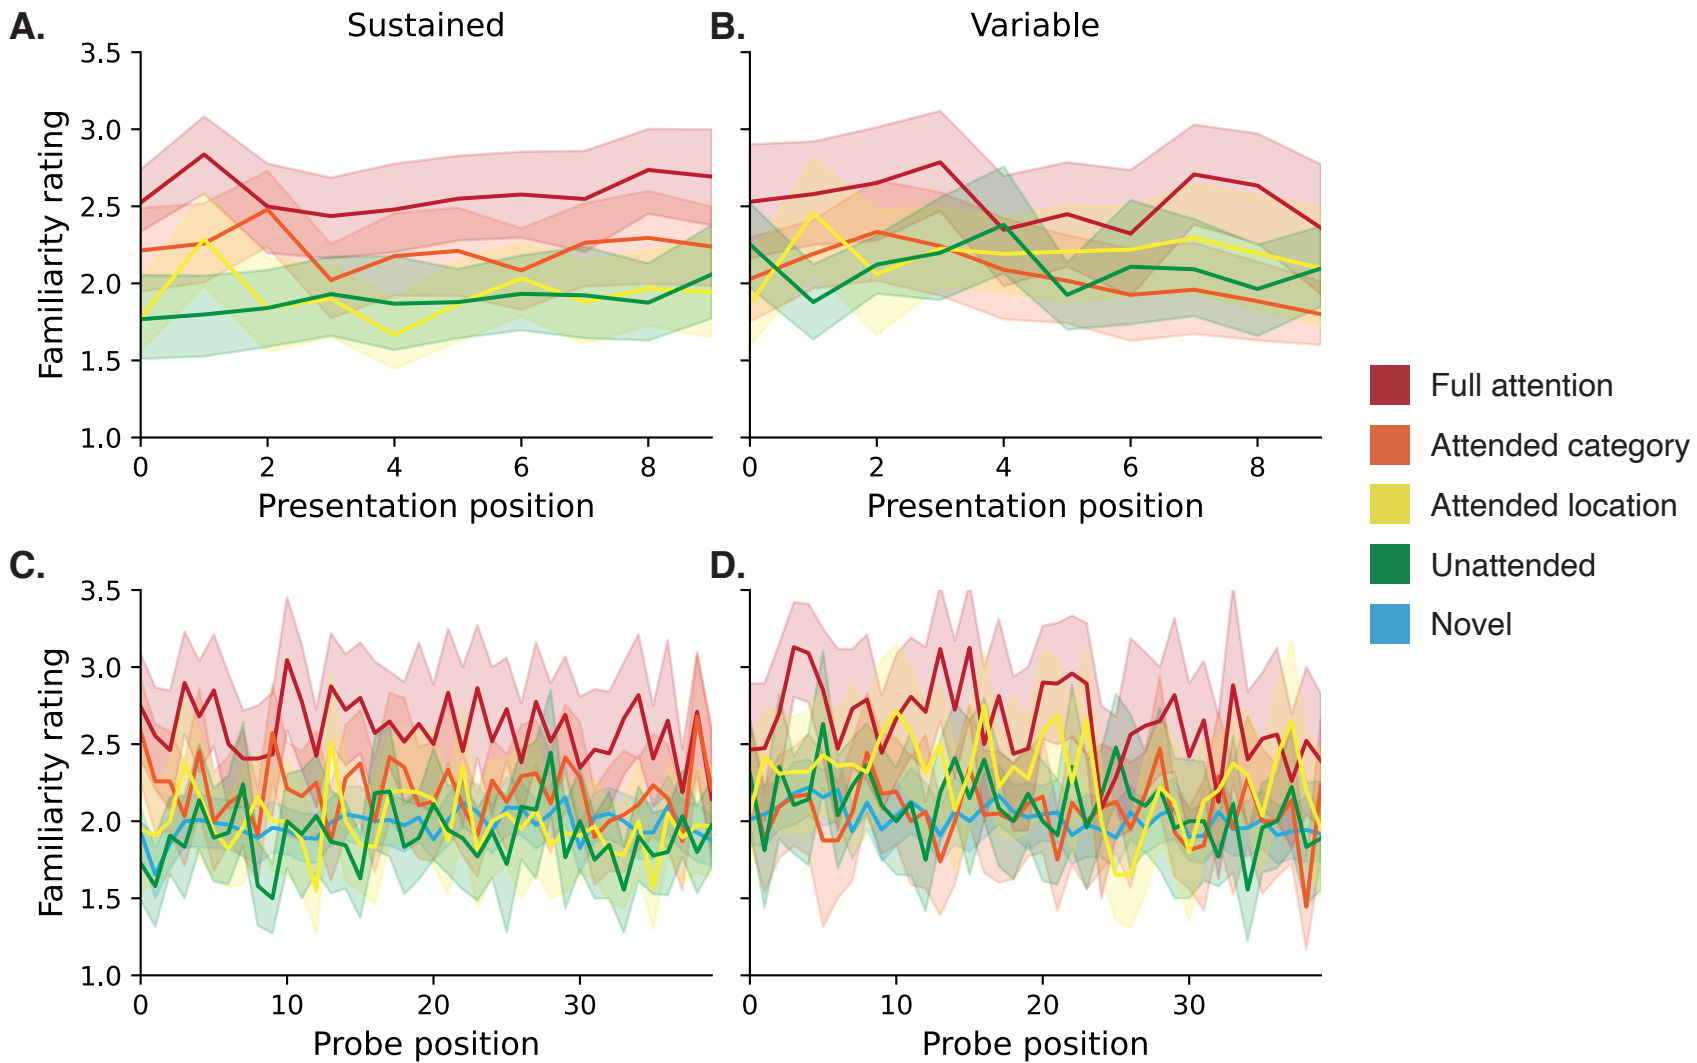 A.
Sustained
B.
Variable
3.5
3.0
2.5
2.0
1.5
1.0
Familiarity rating
0
2
4
6
8
Presentation position
0
2
4
6
8
Presentation position
Full attention
Attended category
Attended location
Unattended
Novel
C.
D.
3.5
3.0
2.5
2.0
1.5
1.0
Familiarity rating
0
10
20
30
Probe position
0
10
20
30
Probe position